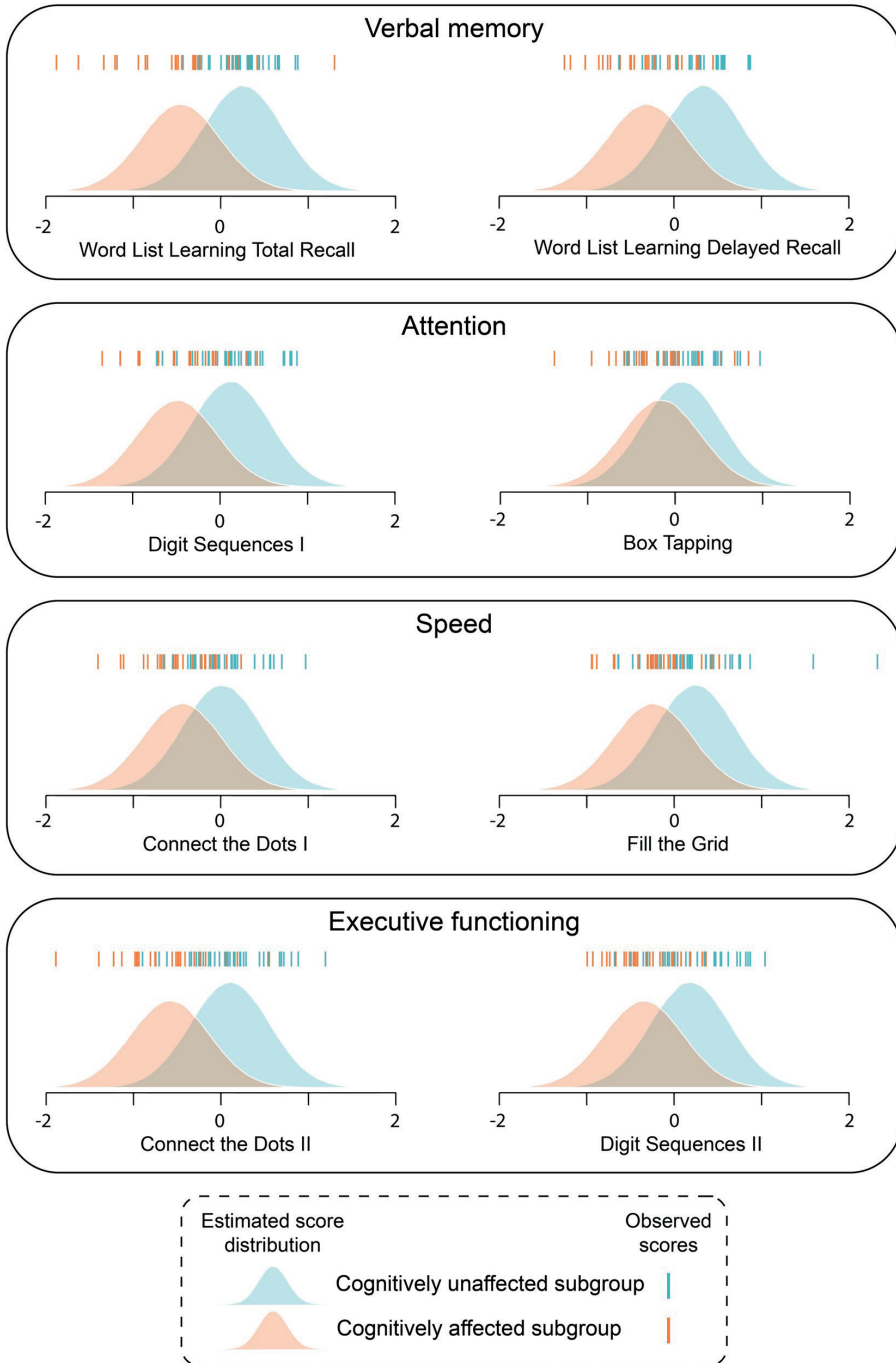 Verbal memory
-2 0 2 -2 0 2
Word List Learning Total Recall Word List Learning Delayed Recall
Attention
-2 0 2 -2 0 2
Digit Sequences I Box Tapping
Speed
-2 0 2 -2 0 2
Connect the Dots I Fill the Grid
Executive functioning
-2 0 2 -2 0 2
Connect the Dots II Digit Sequences II
Estimated score Observed
distribution scores
Cognitively unaffected subgroup
Cognitively affected subgroup